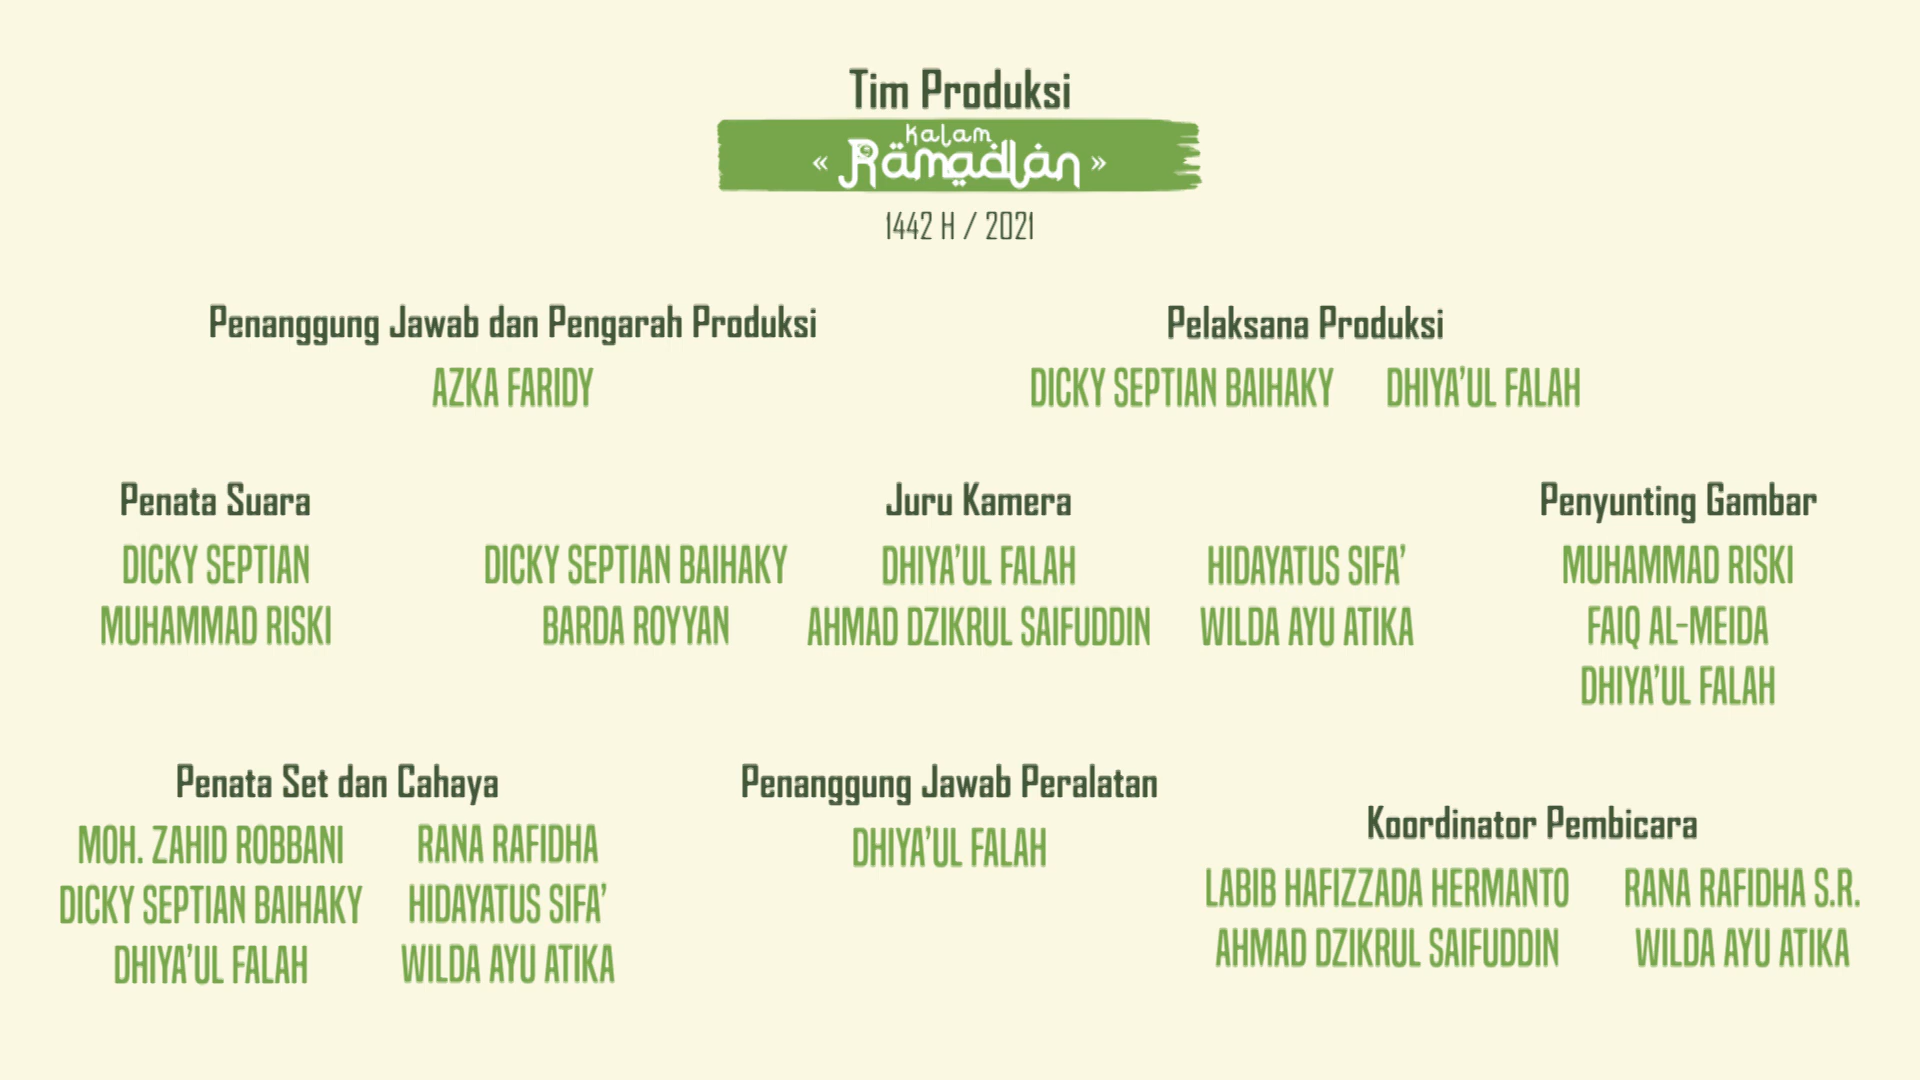 Tim Produksi
kalam
« Ramadlan »
1442 H / 2021
Penanggung Jawab dan Pengarah Produksi
AZKA FARIDY
Pelaksana Produksi
DICKY SEPTIAN BAIHAKY DHIYA'UL FALAH
Penata Suara
DICKY SEPTIAN
MUHAMMAD RISKI
Juru Kamera
DICKY SEPTIAN BAIHAKY DHIYA'UL FALAH HIDAYATUS SIFA'
BARDA ROYYAN AHMAD DZIKRUL SAIFUDDIN WILDA AYU ATIKA
Penyunting Gambar
MUHAMMAD RISKI
FAIQ AL-MEIDA
DHIYA'UL FALAH
Penata Set dan Cahaya
MOH. ZAHID ROBBANI RANA RAFIDHA
DICKY SEPTIAN BAIHAKY HIDAYATUS SIFA'
DHIYA'UL FALAH WILDA AYU ATIKA
Penanggung Jawab Peralatan
DHIYA'UL FALAH
Koordinator Pembicara
LABIB HAFIZZADA HERMANTO RANA RAFIDHA S.R.
AHMAD DZIKRUL SAIFUDDIN WILDA AYU ATIKA